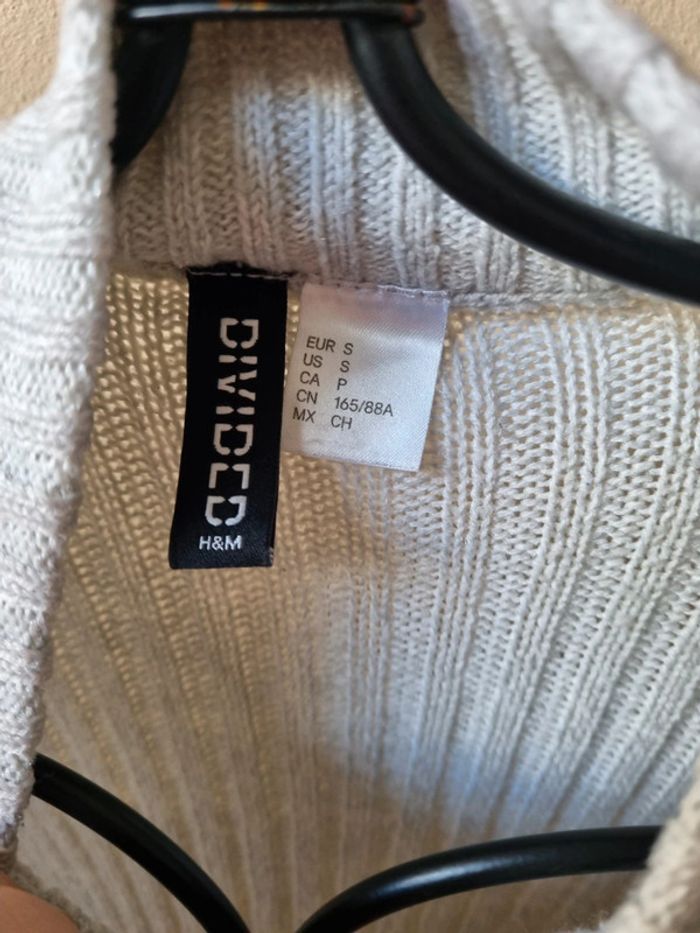 DIVIDED
H&M
EUR S
US S
CA P
CN 165/88A
MX CH